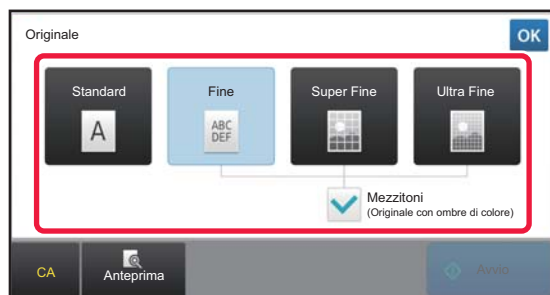 Originale
OK
Standard
Fine
Super Fine
Ultra Fine
A
ABC
DEF
Mezzitoni
(Originale con ombre di colore)
CA
Anteprima
Avvio